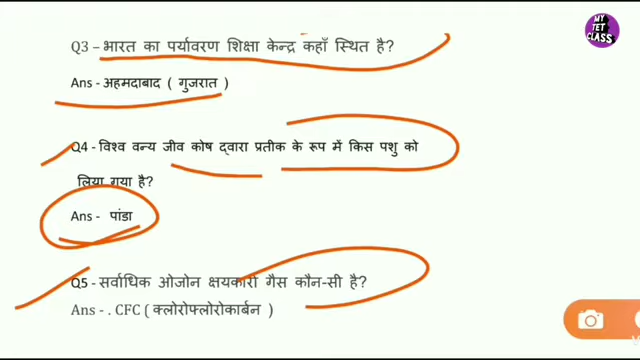 MY
TET
CLASS
Q3 – भारत का पर्यावरण शिक्षा केन्द्र कहाँ स्थित है?
Ans - अहमदाबाद ( गुजरात )
Q4- विश्व वन्य जीव कोष द्वारा प्रतीक के रूप में किस पशु को
लिया गया है?
Ans - पांडा
Q5 - सर्वाधिक ओजोन क्षयकारी गैस कौन-सी है?
Ans - . CFC ( क्लोरोफ्लोरोकार्बन )